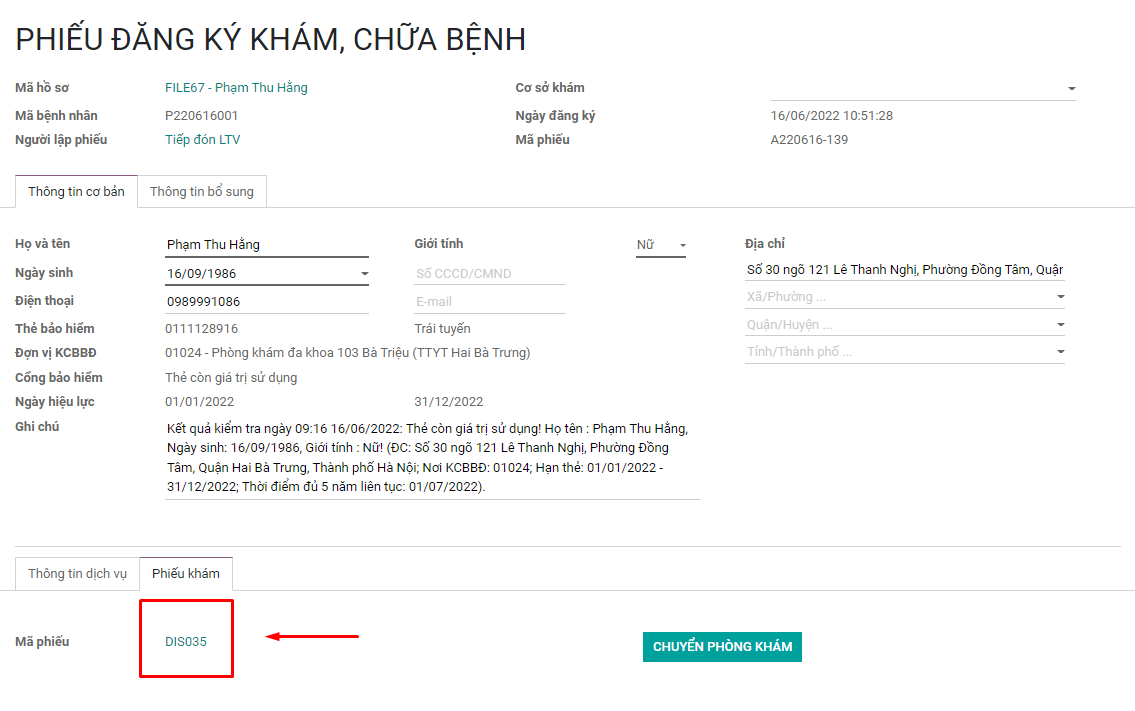 PHIẾU ĐĂNG KÝ KHÁM, CHỮA BỆNH
Mã hồ sơ FILE67 - Phạm Thu Hằng Cơ sở khám
Mã bệnh nhân P220616001 Ngày đăng ký 16/06/2022 10:51:28
Người lập phiếu Tiếp đón LTV Mã phiếu A220616-139
Thông tin cơ bản Thông tin bổ sung
Họ và tên Phạm Thu Hằng Giới tính Nữ Địa chỉ
Ngày sinh 16/09/1986 Số CCCD/CMND Số 30 ngõ 121 Lê Thanh Nghị, Phường Đồng Tâm, Quận
Điện thoại 0989991086 E-mail Xã/Phường ...
Thẻ bảo hiểm 0111128916 Trái tuyến Quận/Huyện ...
Đơn vị KCBBĐ 01024 - Phòng khám đa khoa 103 Bà Triệu (TTYT Hai Bà Trưng) Tỉnh/Thành phố ...
Cổng bảo hiểm Thẻ còn giá trị sử dụng
Ngày hiệu lực 01/01/2022 31/12/2022
Ghi chú Kết quả kiểm tra ngày 09:16 16/06/2022: Thẻ còn giá trị sử dụng! Họ tên : Phạm Thu Hằng,
Ngày sinh: 16/09/1986, Giới tính : Nữ! (ĐC: Số 30 ngõ 121 Lê Thanh Nghị, Phường Đồng
Tâm, Quận Hai Bà Trưng, Thành phố Hà Nội; Nơi KCBBĐ: 01024; Hạn thẻ: 01/01/2022 -
31/12/2022; Thời điểm đủ 5 năm liên tục: 01/07/2022).
Thông tin dịch vụ Phiếu khám
Mã phiếu DIS035 CHUYỂN PHÒNG KHÁM